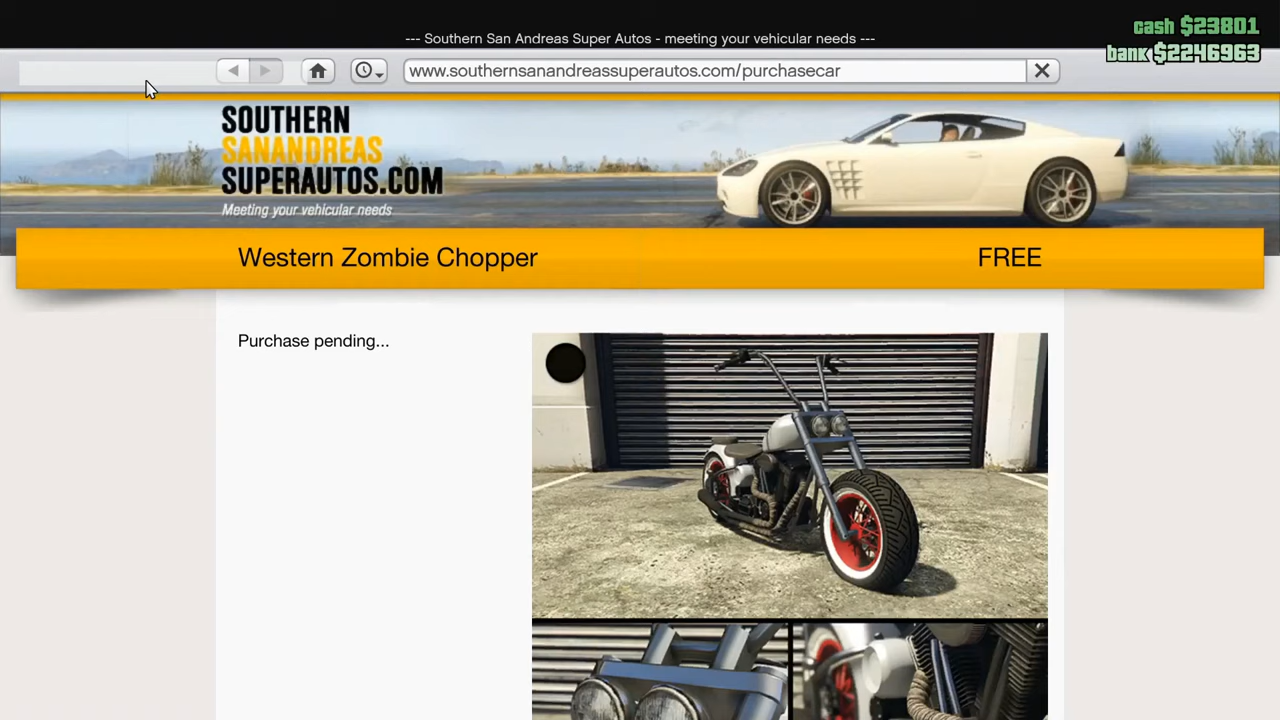 cash $23801
--- Southern San Andreas Super Autos - meeting your vehicular needs ---
bank $2246963
www.southernsanandreassuperautos.com/purchasecar
SOUTHERN
SANANDREAS
SUPERAUTOS.COM
Meeting your vehicular needs
Western Zombie Chopper FREE
Purchase pending...